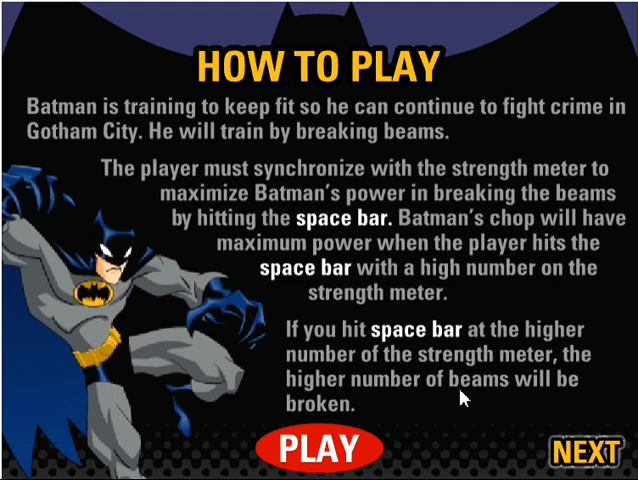 HOW TO PLAY
Batman is training to keep fit so he can continue to fight crime in
Gotham City. He will train by breaking beams.
The player must synchronize with the strength meter to
maximize Batman's power in breaking the beams
by hitting the space bar. Batman's chop will have
maximum power when the player hits the
space bar with a high number on the
strength meter.
If you hit space bar at the higher
number of the strength meter, the
higher number of beams will be
broken.
PLAY
NEXT